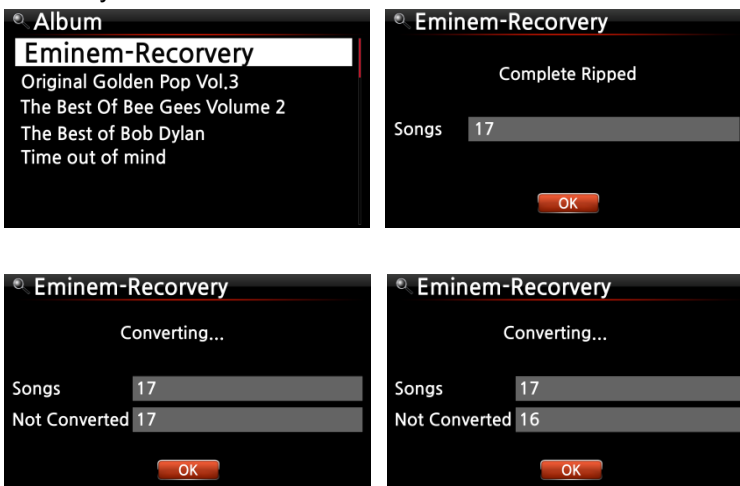 Album
Eminem-Recorvery
Original Golden Pop Vol.3
The Best Of Bee Gees Volume 2
The Best of Bob Dylan
Time out of mind
Eminem-Recorvery
Complete Ripped
Songs 17
OK
Eminem-Recorvery
Converting...
Songs 17
Not Converted 17
OK
Eminem-Recorvery
Converting...
Songs 17
Not Converted 16
OK